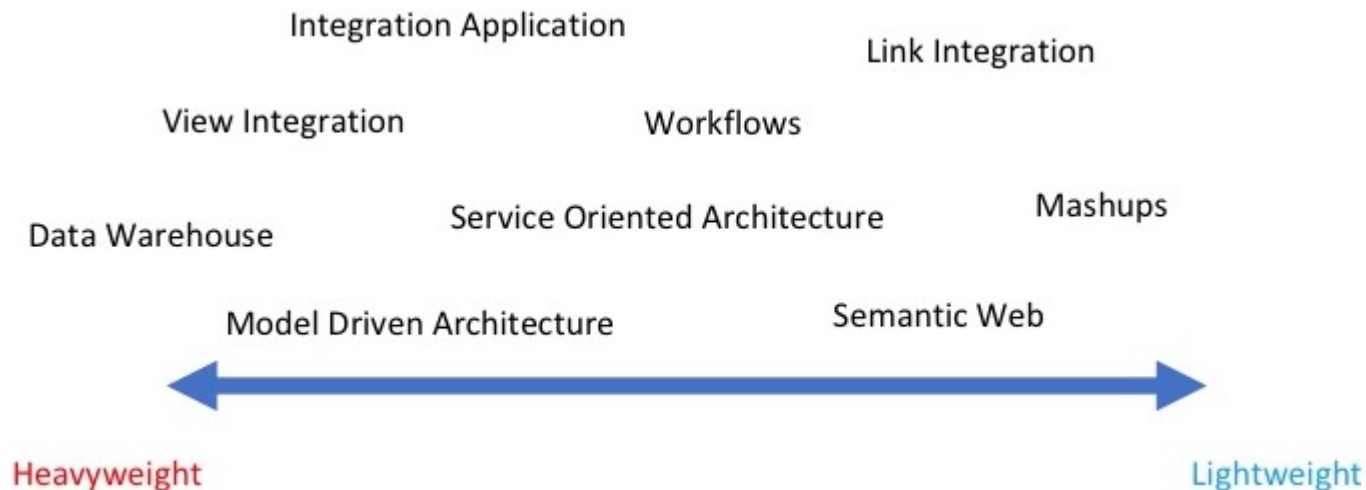 Integration Application
Link Integration
View Integration
Workflows
Mashups
Service Oriented Architecture
Data Warehouse
Semantic Web
Model Driven Architecture
Heavyweight
Lightweight